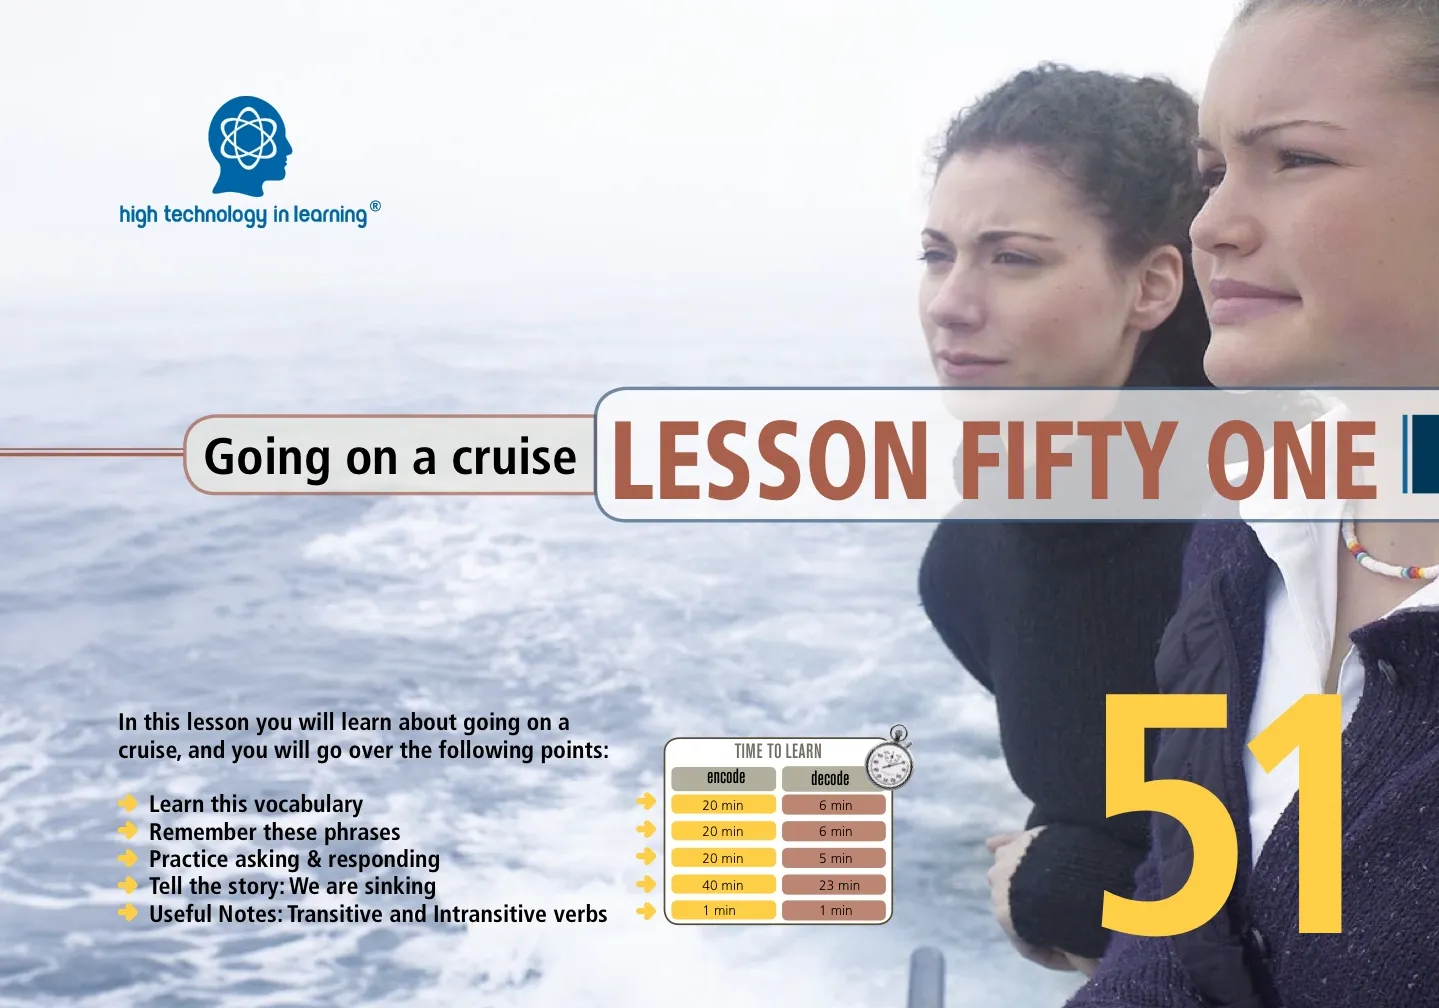 high technology in learning®
Going on a cruise
LESSON FIFTY ONE
In this lesson you will learn about going on a
cruise, and you will go over the following points:
Learn this vocabulary
Remember these phrases
Practice asking & responding
Tell the story: We are sinking
Useful Notes: Transitive and Intransitive verbs
TIME TO LEARN
encode decode
20 min 6 min
20 min 6 min
20 min 5 min
40 min 23 min
1 min 1 min
51